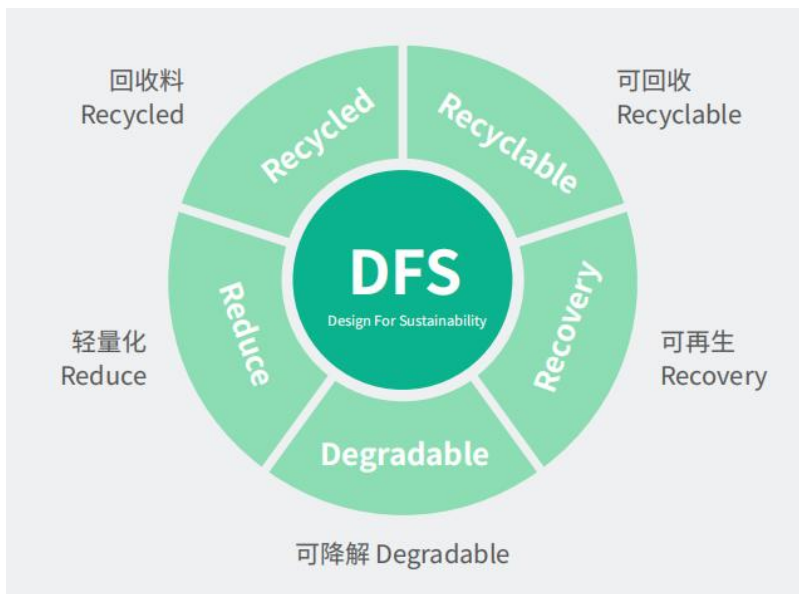 回收料
Recycled
Recycled
Recyclable
可回收
Recyclable
DFS
Design For Sustainability
Reduce
轻量化
Reduce
Recovery
可再生
Recovery
Degradable
可降解 Degradable